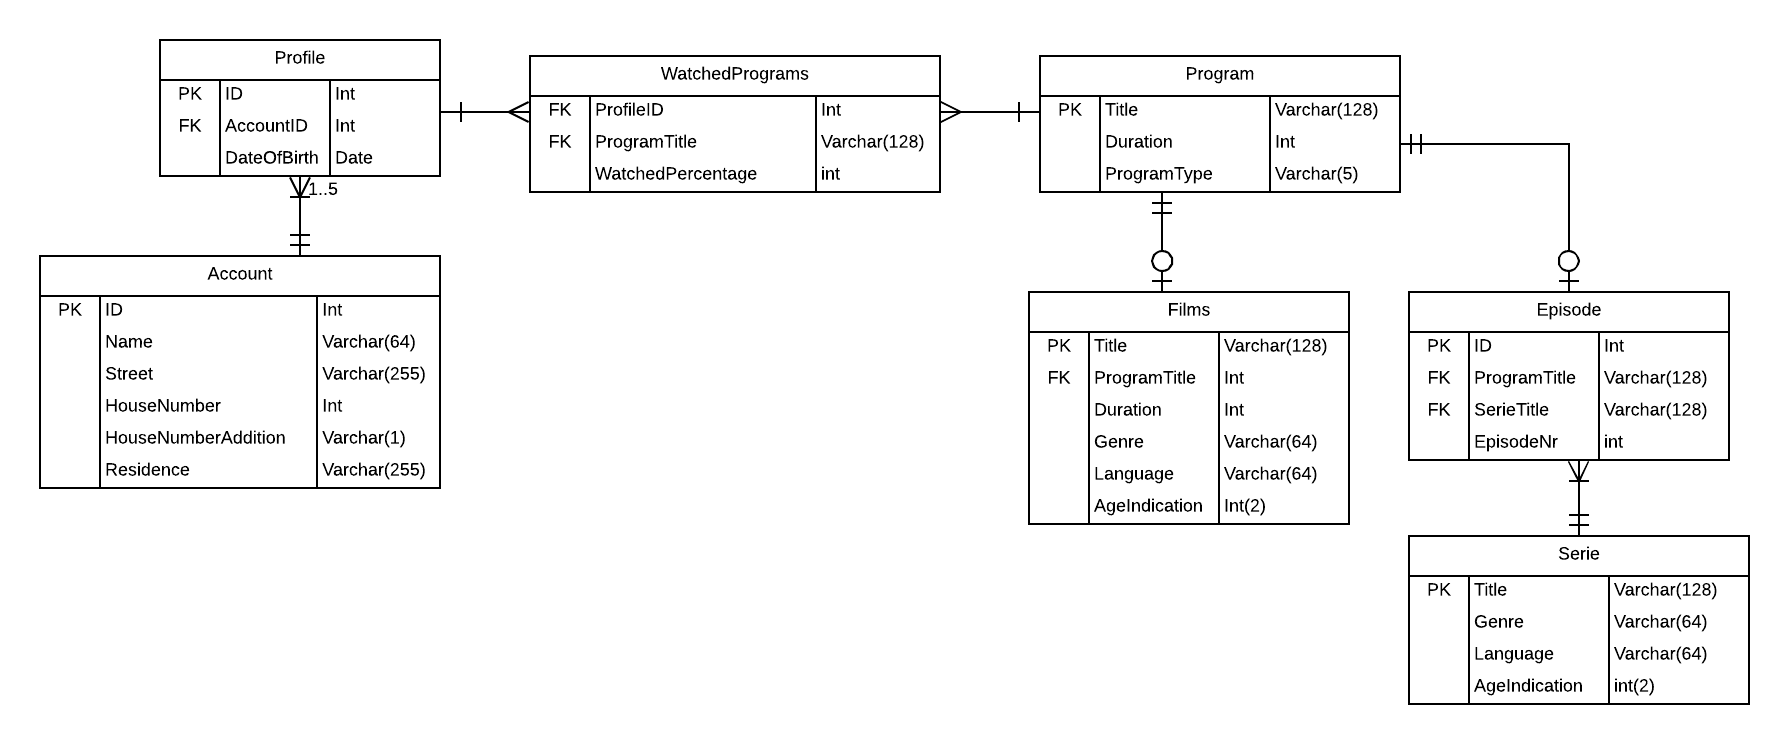 Profile
PK ID Int
FK AccountID Int
DateOfBirth Date
1..5
WatchedPrograms
FK ProfileID Int
FK ProgramTitle Varchar(128)
WatchedPercentage int
Program
PK Title Varchar(128)
Duration Int
ProgramType Varchar(5)
Account
PK ID Int
Name Varchar(64)
Street Varchar(255)
HouseNumber Int
HouseNumberAddition Varchar(1)
Residence Varchar(255)
Films
PK Title Varchar(128)
FK ProgramTitle Int
Duration Int
Genre Varchar(64)
Language Varchar(64)
AgeIndication Int(2)
Episode
PK ID Int
FK ProgramTitle Varchar(128)
FK SerieTitle Varchar(128)
EpisodeNr int
Serie
PK Title Varchar(128)
Genre Varchar(64)
Language Varchar(64)
AgeIndication int(2)